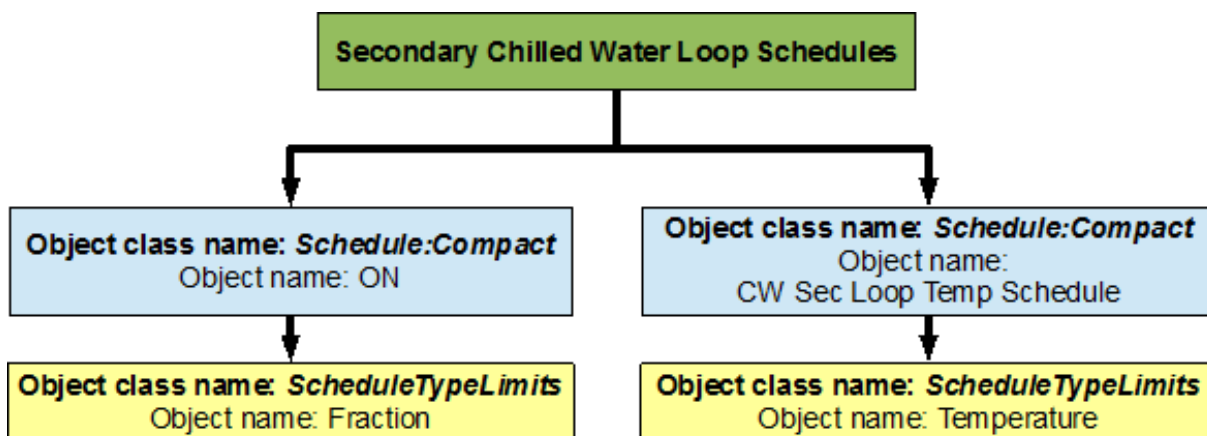 Secondary Chilled Water Loop Schedules
Object class name: Schedule:Compact
Object name: ON
Object class name: Schedule:Compact
Object name:
CW Sec Loop Temp Schedule
Object class name: ScheduleTypeLimits
Object name: Fraction
Object class name: ScheduleTypeLimits
Object name: Temperature